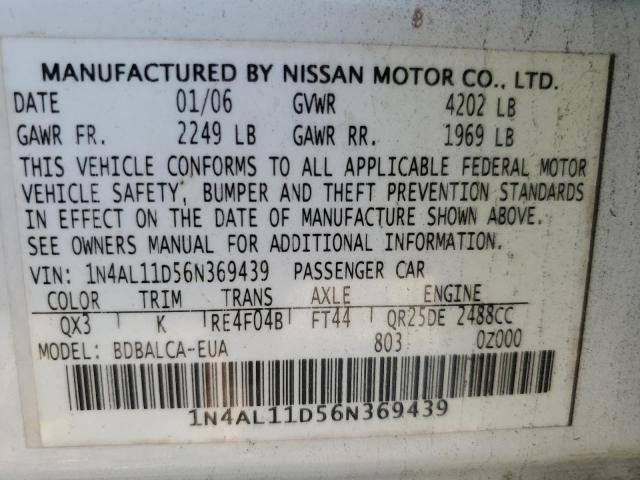 MANUFACTURED BY NISSAN MOTOR CO., LTD.
DATE 01/06 GVWR 4202 LB
GAWR FR. 2249 LB GAWR RR. 1969 LB
THIS VEHICLE CONFORMS TO ALL APPLICABLE FEDERAL MOTOR
VEHICLE SAFETY, BUMPER AND THEFT PREVENTION STANDARDS
IN EFFECT ON THE DATE OF MANUFACTURE SHOWN ABOVE.
SEE OWNERS MANUAL FOR ADDITIONAL INFORMATION.
VIN: 1N4AL11D56N369439 PASSENGER CAR
COLOR TRIM TRANS AXLE ENGINE
QX3 K RE4F04B FT44 QR25DE 2488CC
MODEL: BDBALCA-EUA 803 0Z000
1N4AL11D56N369439